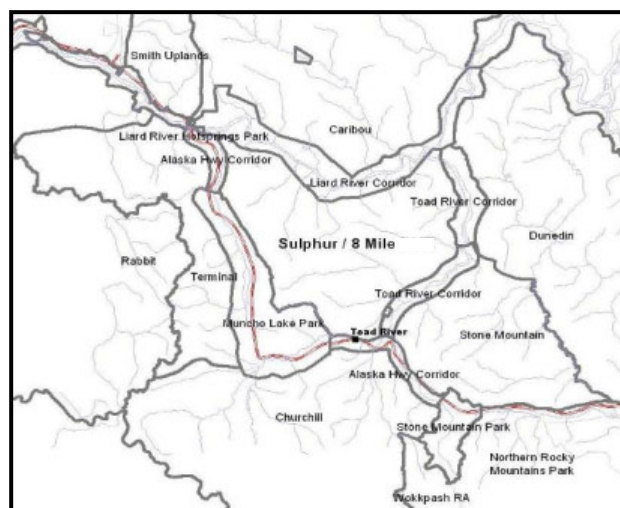 Smith Uplands
Liard River Hotsprings Park
Caribou
Alaska Hwy Corridor
Liard River Corridor
Toad River Corridor
Dunedin
Sulphur / 8 Mile
Rabbit
Terminal
Toad River Corridor
Muncho Lake Park
Toad River
Stone Mountain
Alaska Hwy Corridor
Churchill
Stone Mountain Park
Northern Rocky
Mountains Park
Wokkpash RA